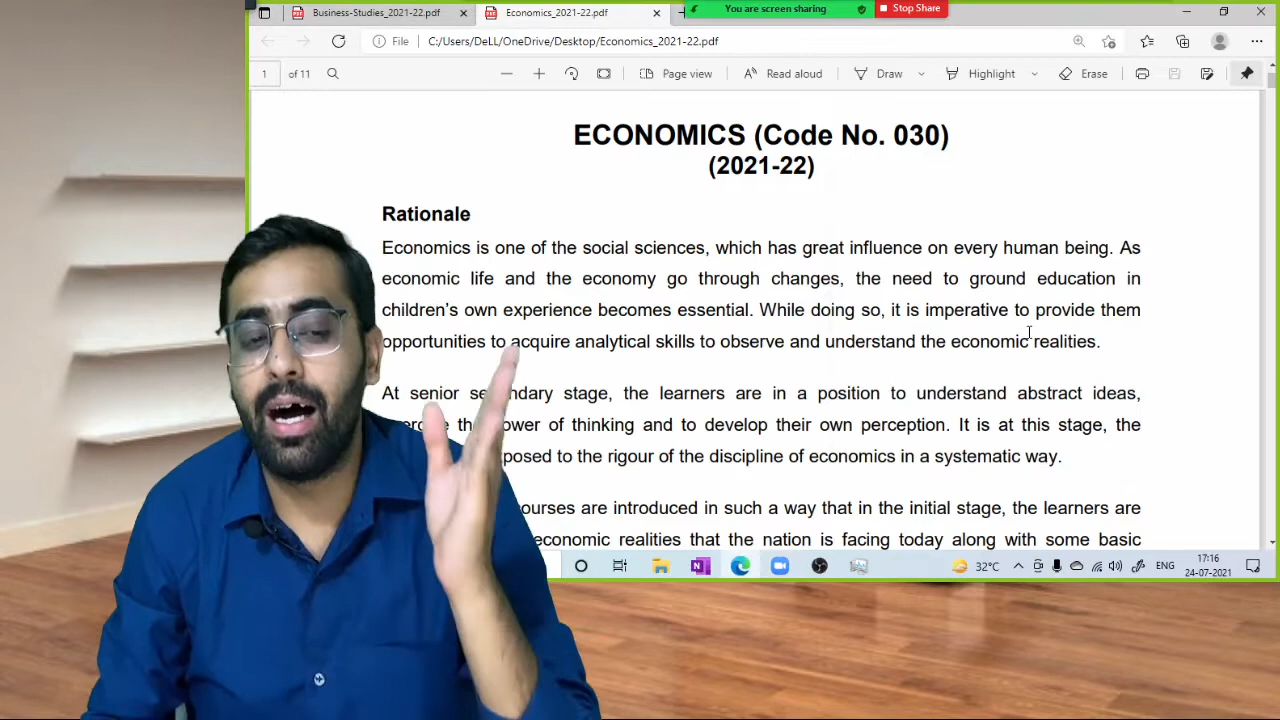 Business-Studies_2021-22.pdf
Economics_2021-22.pdf
You are screen sharing
Stop Share
File
C:/Users/DeLL/OneDrive/Desktop/Economics_2021-22.pdf
1 of 11
Page view
Read aloud
Draw
Highlight
Erase
ECONOMICS (Code No. 030)
(2021-22)
Rationale
Economics is one of the social sciences, which has great influence on every human being. As
economic life and the economy go through changes, the need to ground education in
children's own experience becomes essential. While doing so, it is imperative to provide them
opportunities to acquire analytical skills to observe and understand the economic realities.
At senior secondary stage, the learners are in a position to understand abstract ideas,
the power of thinking and to develop their own perception. It is at this stage, the
to the rigour of the discipline of economics in a systematic way.
are introduced in such a way that in the initial stage, the learners are
economic realities that the nation is facing today along with some basic
32°C
ENG
17:16
24-07-2021